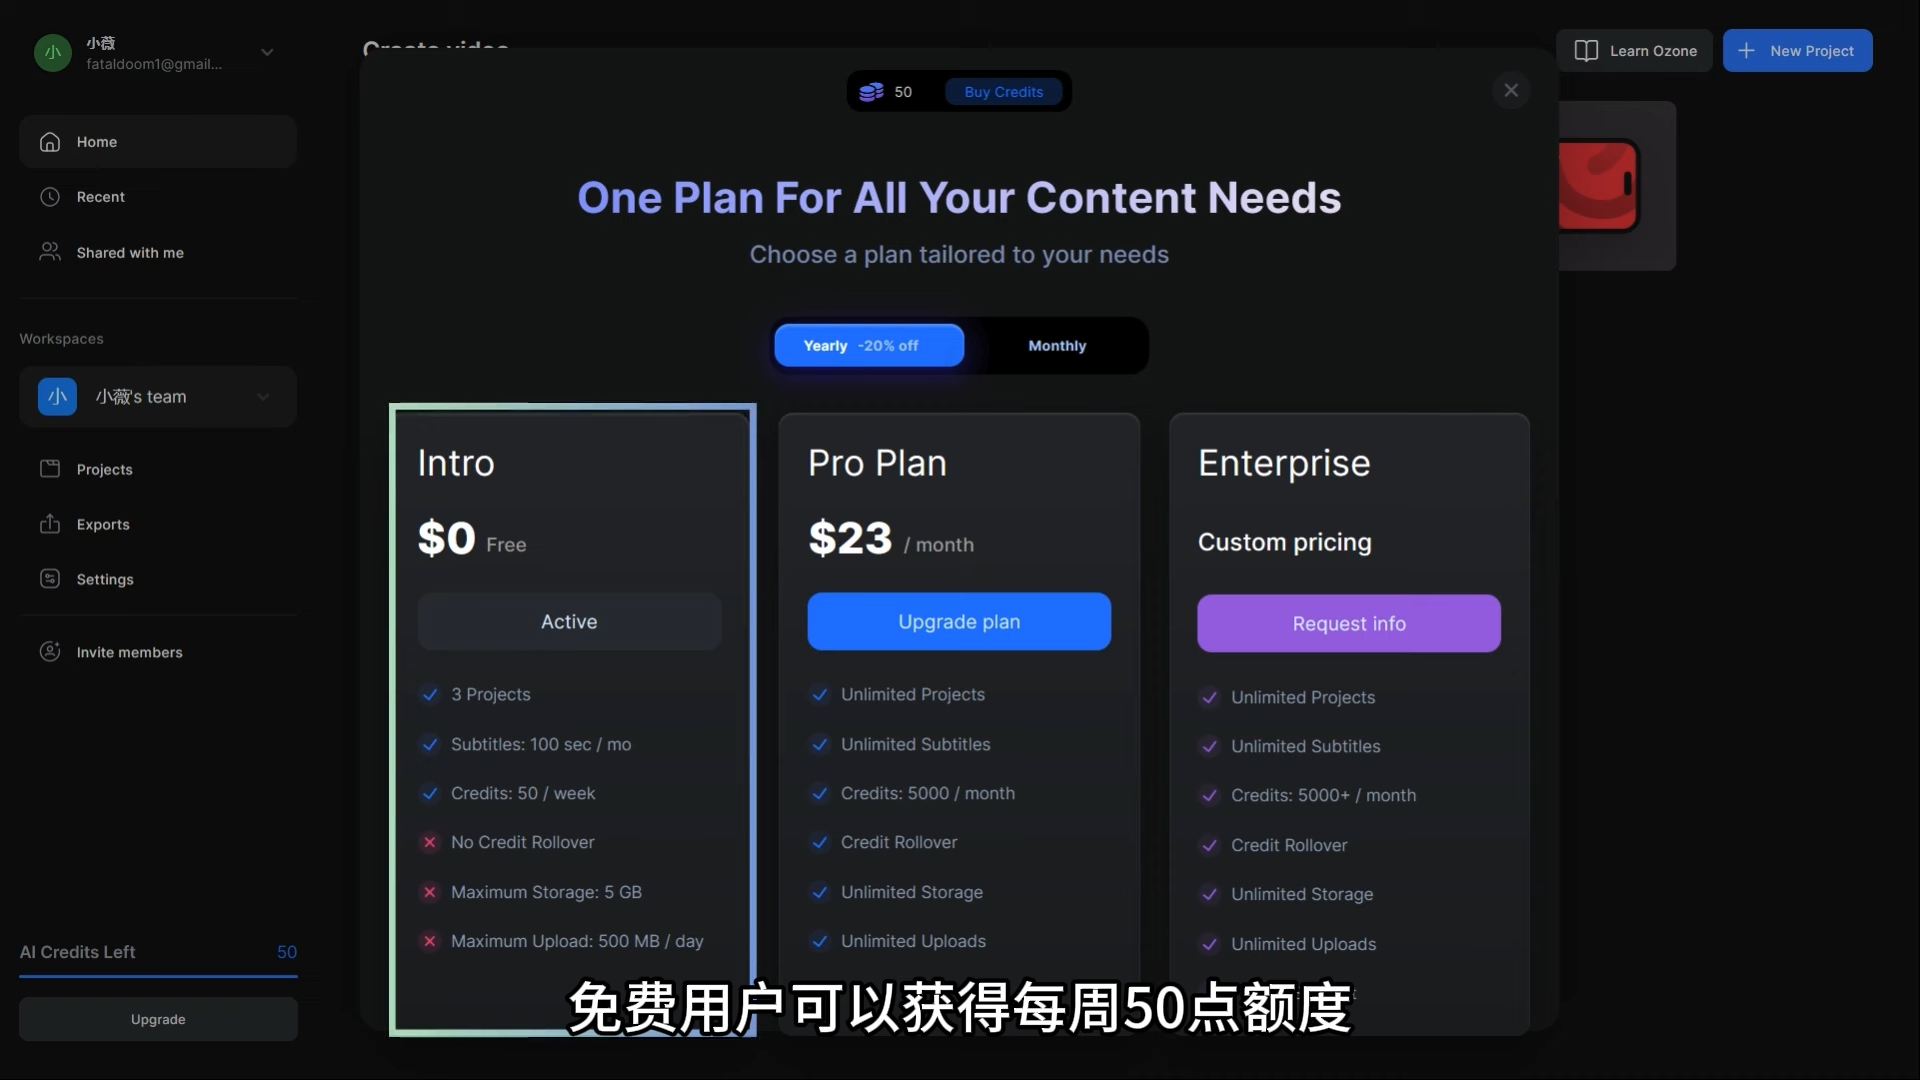 小薇
fataldoom1@gmail...
Home
Recent
Shared with me
Workspaces
小
小薇's team
Projects
Exports
Settings
Invite members
AI Credits Left 50
Upgrade
小
Learn Ozone
New Project
50 Buy Credits
One Plan For All Your Content Needs
Choose a plan tailored to your needs
Yearly -20% off
Monthly
Intro
$0 Free
Active
3 Projects
Subtitles: 100 sec / mo
Credits: 50 / week
No Credit Rollover
Maximum Storage: 5 GB
Maximum Upload: 500 MB / day
Pro Plan
$23 / month
Upgrade plan
Unlimited Projects
Unlimited Subtitles
Credits: 5000 / month
Credit Rollover
Unlimited Storage
Unlimited Uploads
Enterprise
Custom pricing
Request info
Unlimited Projects
Unlimited Subtitles
Credits: 5000+ / month
Credit Rollover
Unlimited Storage
Unlimited Uploads
免费用户可以获得每周50点额度